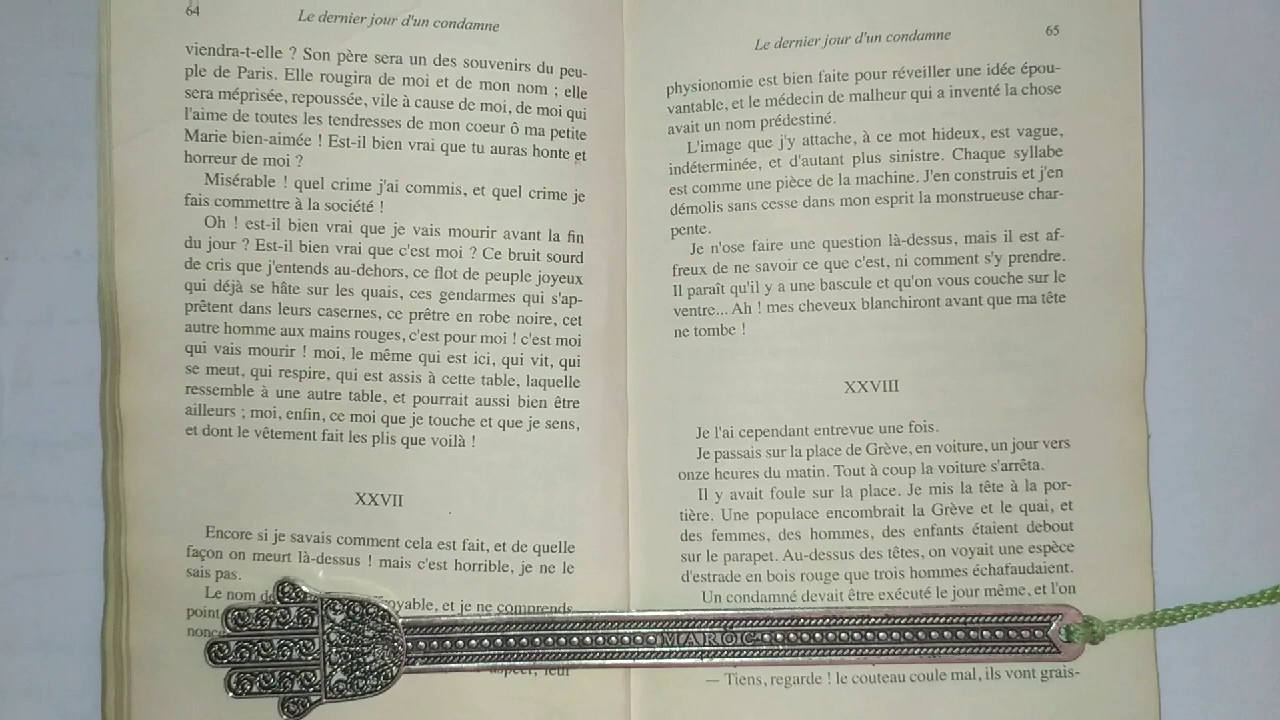 64
Le dernier jour d'un condamne
viendra-t-elle ? Son père sera un des souvenirs du peu-
ple de Paris. Elle rougira de moi et de mon nom ; elle
sera méprisée, repoussée, vile à cause de moi, de moi qui
l'aime de toutes les tendresses de mon coeur ô ma petite
Marie bien-aimée ! Est-il bien vrai que tu auras honte et
horreur de moi ?
Misérable ! quel crime j'ai commis, et quel crime je
fais commettre à la société !
Oh ! est-il bien vrai que je vais mourir avant la fin
du jour ? Est-il bien vrai que c'est moi ? Ce bruit sourd
de cris que j'entends au-dehors, ce flot de peuple joyeux
qui déjà se hâte sur les quais, ces gendarmes qui s'ap-
prêtent dans leurs casernes, ce prêtre en robe noire, cet
autre homme aux mains rouges, c'est pour moi ! c'est moi
qui vais mourir ! moi, le même qui est ici, qui vit, qui
se meut, qui respire, qui est assis à cette table, laquelle
ressemble à une autre table, et pourrait aussi bien être
ailleurs ; moi, enfin, ce moi que je touche et que je sens,
et dont le vêtement fait les plis que voilà !
XXVII
Encore si je savais comment cela est fait, et de quelle
façon on meurt là-dessus ! mais c'est horrible, je ne le
sais pas.
Le nom et je ne comprends
point
aspect, leur
Le dernier jour d'un condamne
65
physionomie est bien faite pour réveiller une idée épou-
vantable, et le médecin de malheur qui a inventé la chose
avait un nom prédestiné.
L'image que j'y attache, à ce mot hideux, est vague,
indéterminée, et d'autant plus sinistre. Chaque syllabe
est comme une pièce de la machine. J'en construis et j'en
démolis sans cesse dans mon esprit la monstrueuse char-
pente.
Je n'ose faire une question là-dessus, mais il est af-
freux de ne savoir ce que c'est, ni comment s'y prendre.
Il paraît qu'il y a une bascule et qu'on vous couche sur le
ventre... Ah ! mes cheveux blanchiront avant que ma tête
ne tombe !
XXVIII
Je l'ai cependant entrevue une fois.
Je passais sur la place de Grève, en voiture, un jour vers
onze heures du matin. Tout à coup la voiture s'arrêta.
Il y avait foule sur la place. Je mis la tête à la por-
tière. Une populace encombrait la Grève et le quai, et
des femmes, des hommes, des enfants étaient debout
sur le parapet. Au-dessus des têtes, on voyait une espèce
d'estrade en bois rouge que trois hommes échafaudaient.
Un condamné devait être exécuté le jour même, et l'on
MAROC
— Tiens, regarde ! le couteau coule mal, ils vont grais-